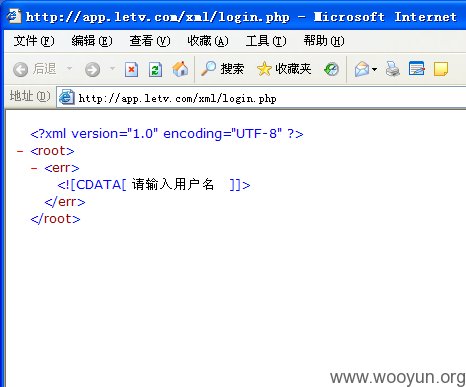 http://app.letv.com/xml/login.php - Microsoft Internet
文件(F) 编辑(E) 查看(V) 收藏(A) 工具(T) 帮助(H)
后退 搜索 收藏夹
地址(D) http://app.letv.com/xml/login.php
<?xml version="1.0" encoding="UTF-8" ?>
- <root>
- <err>
<![CDATA[ 请输入用户名 ]]>
</err>
</root>
www.wooyun.org